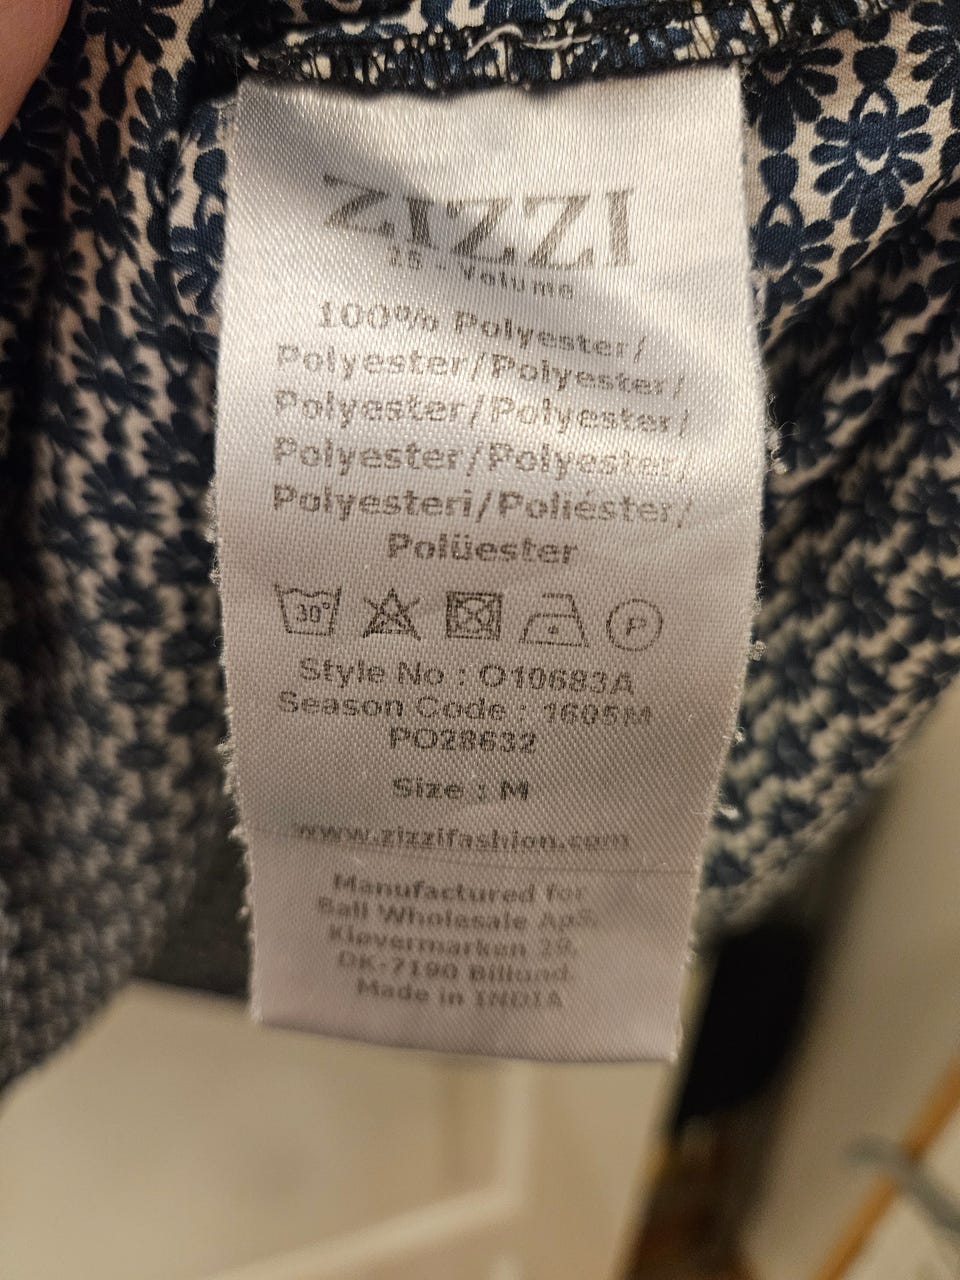 ZIZZI
25 - Volume
100% Polyester/
Polyester/Polyester/
Polyester/Polyester/
Polyester/Polyester/
Polyesteri/Poliéster/
Polüester
30°
P
Style No : O10683A
Season Code : 1605M
PO28632
Size : M
www.zizzifashion.com
Manufactured for
Ball Wholesale ApS.
Kløvermarken 29.
DK-7190 Billund.
Made in INDIA